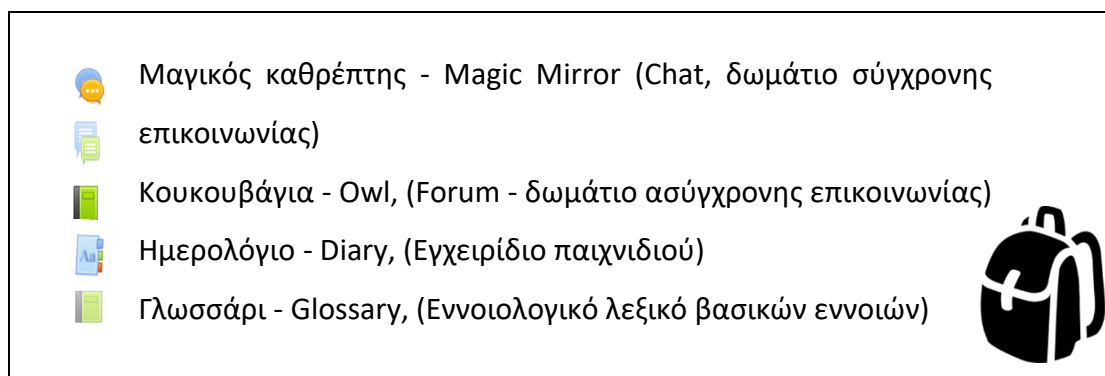 Μαγικός καθρέπτης - Magic Mirror (Chat, δωμάτιο σύγχρονης
επικοινωνίας)
Κουκουβάγια - Owl, (Forum - δωμάτιο ασύγχρονης επικοινωνίας)
Ημερολόγιο - Diary, (Εγχειρίδιο παιχνιδιού)
Aa
Γλωσσάρι - Glossary, (Εννοιολογικό λεξικό βασικών εννοιών)